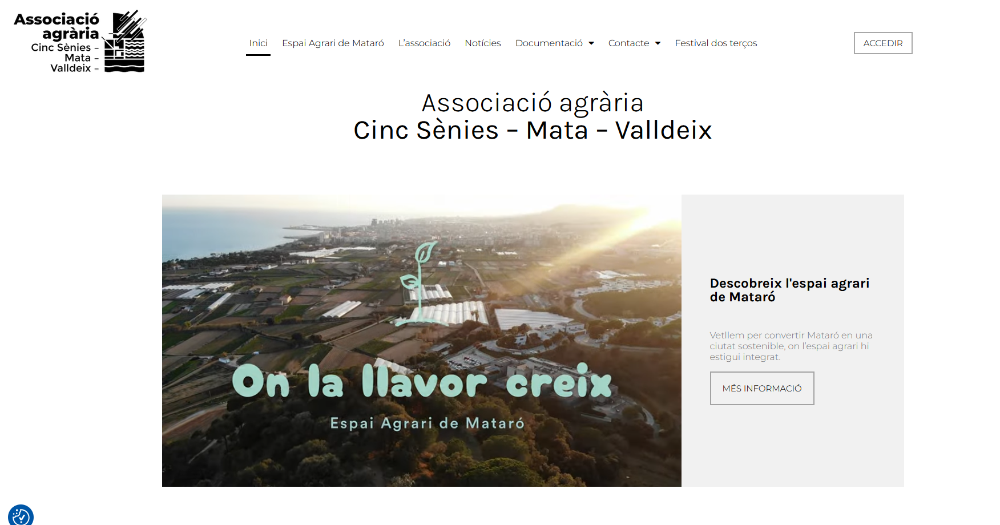 Associació
agrària
Cinc Sènies –
Mata –
Valldeix –
Inici
Espai Agrari de Mataró
L’associació
Notícies
Documentació
Contacte
Festival dos terços
ACCEDIR
Associació agrària
Cinc Sènies – Mata – Valldeix
On la llavor creix
Espai Agrari de Mataró
Descobreix l'espai agrari
de Mataró
Vetllem per convertir Mataró en una
ciutat sostenible, on l’espai agrari hi
estigui integrat.
MÉS INFORMACIÓ